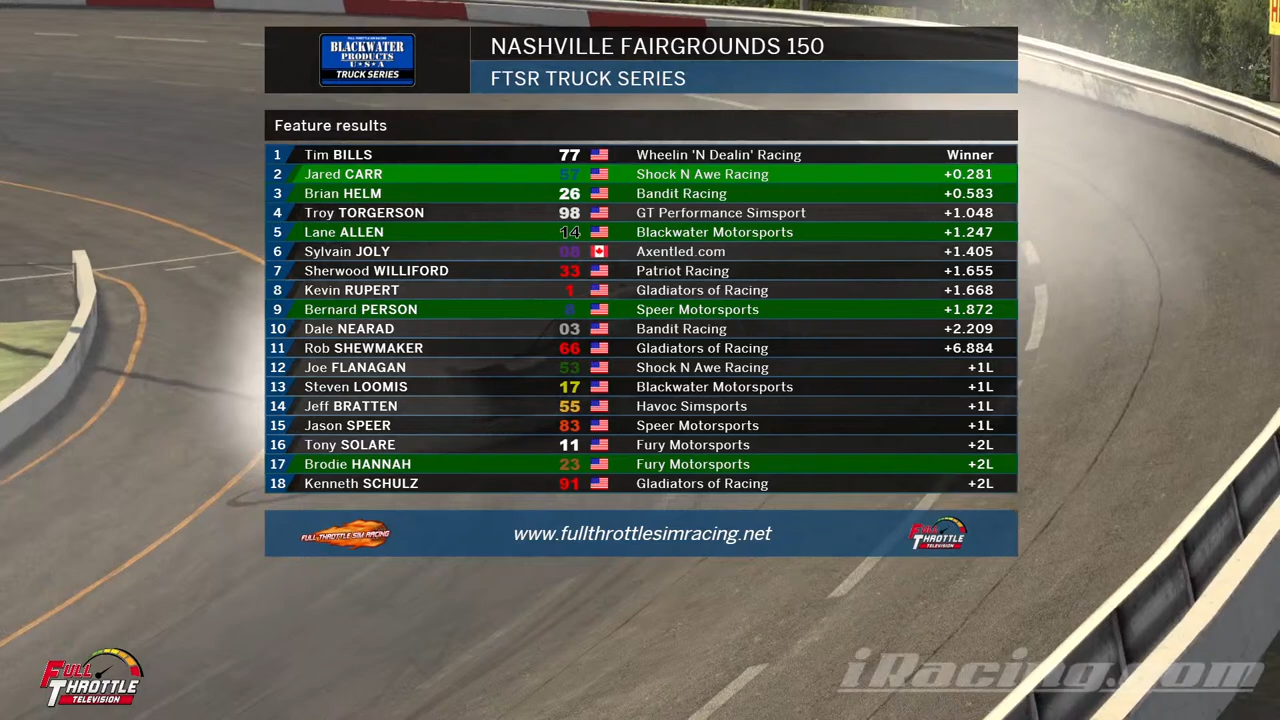 BLACKWATER
PRODUCTS
U★S★A
TRUCK SERIES
NASHVILLE FAIRGROUNDS 150
FTSR TRUCK SERIES
Feature results
1 Tim BILLS 77 Wheelin 'N Dealin' Racing Winner
2 Jared CARR 57 Shock N Awe Racing +0.281
3 Brian HELM 26 Bandit Racing +0.583
4 Troy TORGERSON 98 GT Performance Simsport +1.048
5 Lane ALLEN 14 Blackwater Motorsports +1.247
6 Sylvain JOLY 08 Axentled.com +1.405
7 Sherwood WILLIFORD 33 Patriot Racing +1.655
8 Kevin RUPERT 1 Gladiators of Racing +1.668
9 Bernard PERSON 8 Speer Motorsports +1.872
10 Dale NEARAD 03 Bandit Racing +2.209
11 Rob SHEWMAKER 66 Gladiators of Racing +6.884
12 Joe FLANAGAN 53 Shock N Awe Racing +1L
13 Steven LOOMIS 17 Blackwater Motorsports +1L
14 Jeff BRATTEN 55 Havoc Simsports +1L
15 Jason SPEER 83 Speer Motorsports +1L
16 Tony SOLARE 11 Fury Motorsports +2L
17 Brodie HANNAH 23 Fury Motorsports +2L
18 Kenneth SCHULZ 91 Gladiators of Racing +2L
FULL THROTTLE SIM RACING
www.fullthrottlesimracing.net
FULL
THROTTLE
TELEVISION
FULL
THROTTLE
TELEVISION
iRacing.com